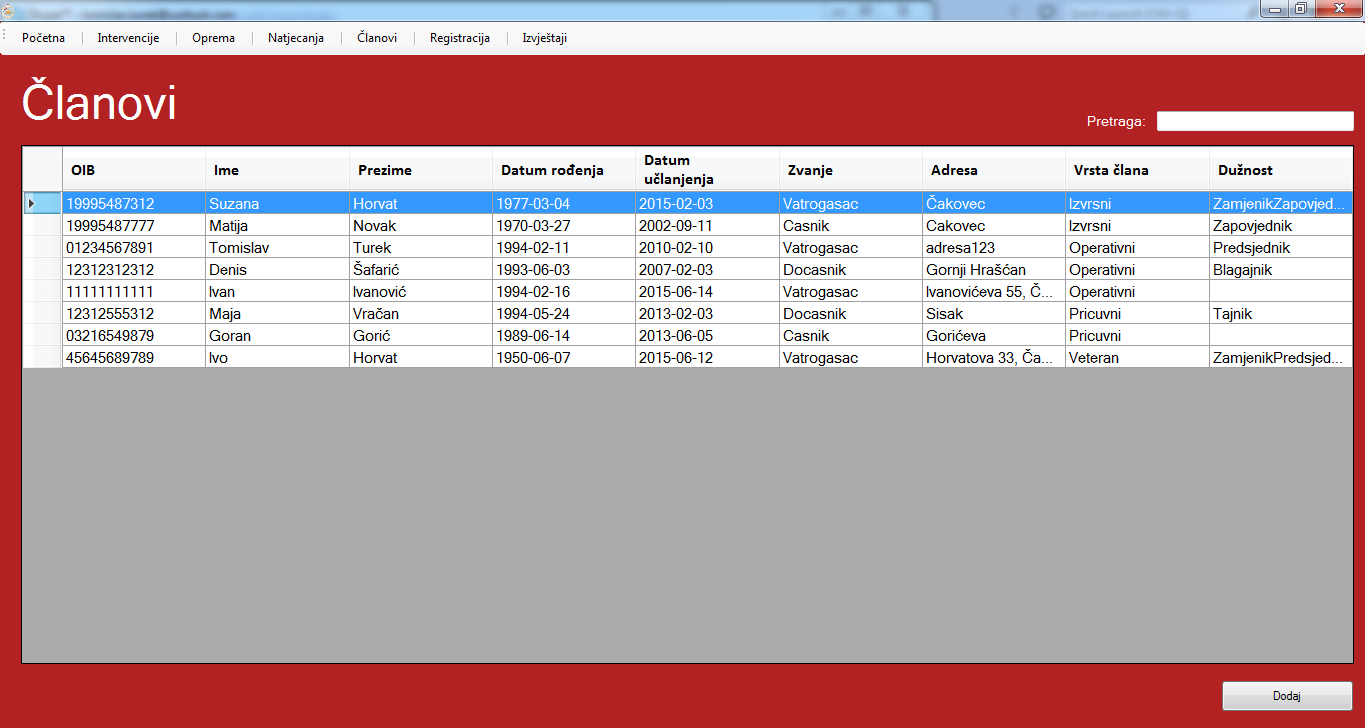 Početna Intervencije Oprema Natjecanja Članovi Registracija Izvještaji
Članovi
Pretraga:
OIB Ime Prezime Datum rođenja Datum učlanjenja Zvanje Adresa Vrsta člana Dužnost
19995487312 Suzana Horvat 1977-03-04 2015-02-03 Vatrogasac Čakovec Izvrsni ZamjenikZapovjed...
19995487777 Matija Novak 1970-03-27 2002-09-11 Casnik Cakovec Izvrsni Zapovjednik
01234567891 Tomislav Turek 1994-02-11 2010-02-10 Vatrogasac adresa123 Operativni Predsjednik
12312312312 Denis Šafarić 1993-06-03 2007-02-03 Docasnik Gornji Hrašćan Operativni Blagajnik
11111111111 Ivan Ivanović 1994-02-16 2015-06-14 Vatrogasac Ivanovićeva 55, Č... Operativni
12312555312 Maja Vračan 1994-05-24 2013-02-03 Docasnik Sisak Pricuvni Tajnik
03216549879 Goran Gorić 1989-06-14 2013-06-05 Casnik Gorićeva Pricuvni
45645689789 Ivo Horvat 1950-06-07 2015-06-12 Vatrogasac Horvatova 33, Ča... Veteran ZamjenikPredsjed...
Dodaj